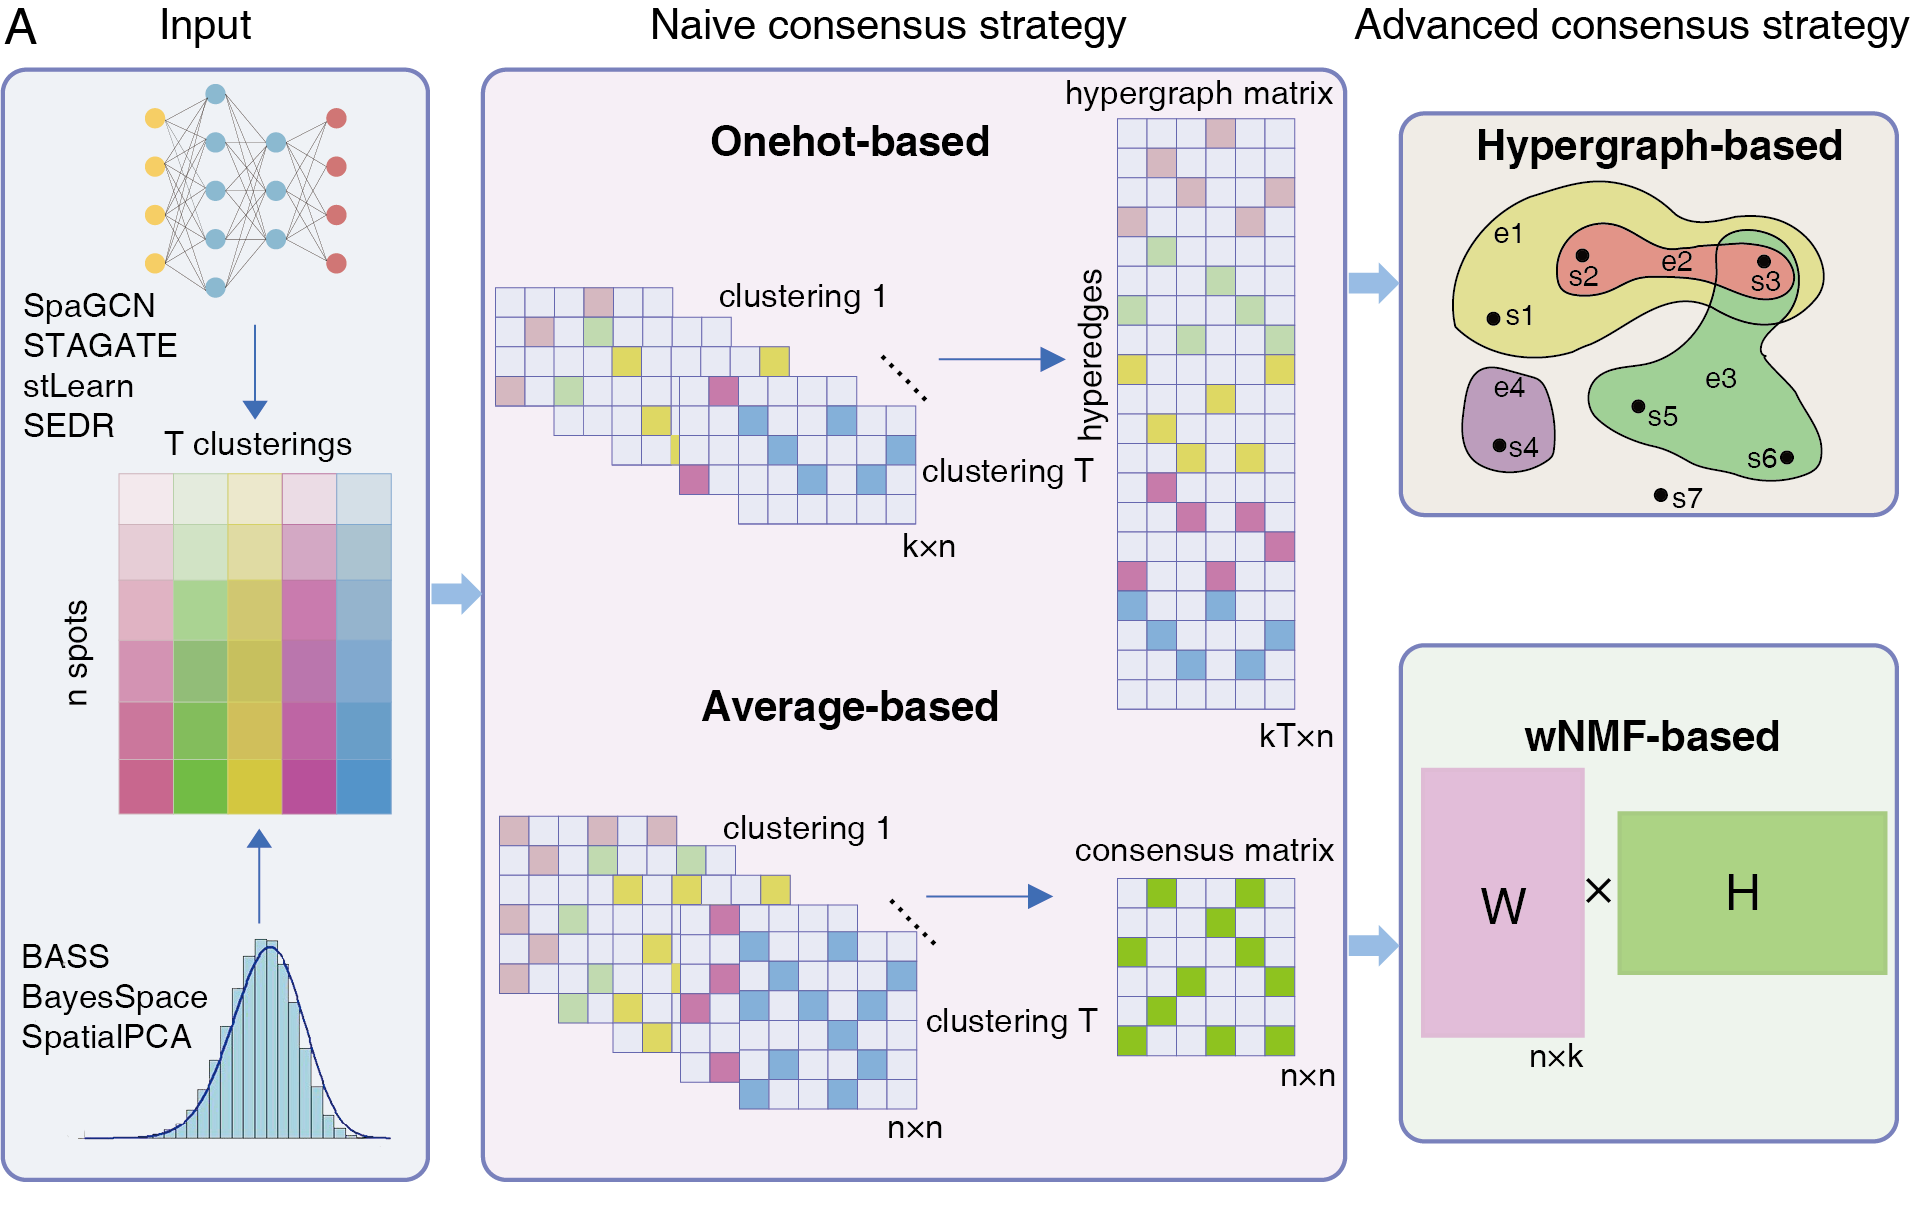 A
Input
Naive consensus strategy
Advanced consensus strategy
SpaGCN
STAGATE
stLearn
SEDR
T clusterings
n spots
BASS
BayesSpace
SpatialPCA
Onehot-based
clustering 1
clustering T
k×n
hypergraph matrix
hyperedges
kT×n
Average-based
clustering 1
clustering T
n×n
consensus matrix
n×n
Hypergraph-based
e1
s2
e2
s3
s1
e4
e3
s5
s4
s6
s7
wNMF-based
W
×
H
n×k